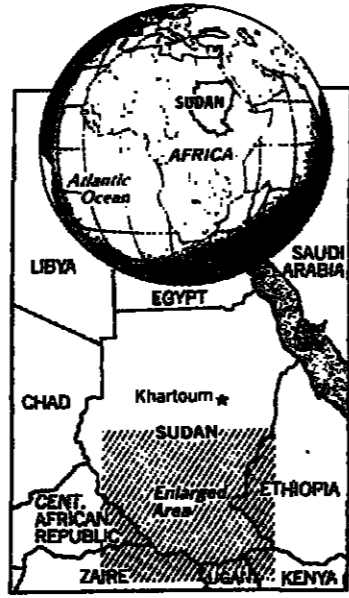 SUDAN
AFRICA
Atlantic
Ocean
LIBYA
SAUDI
ARABIA
EGYPT
CHAD
Khartoum
SUDAN
CENT.
AFRICAN
REPUBLIC
Enlarged
Area
ETHIOPIA
ZAIRE
UGAN.
KENYA